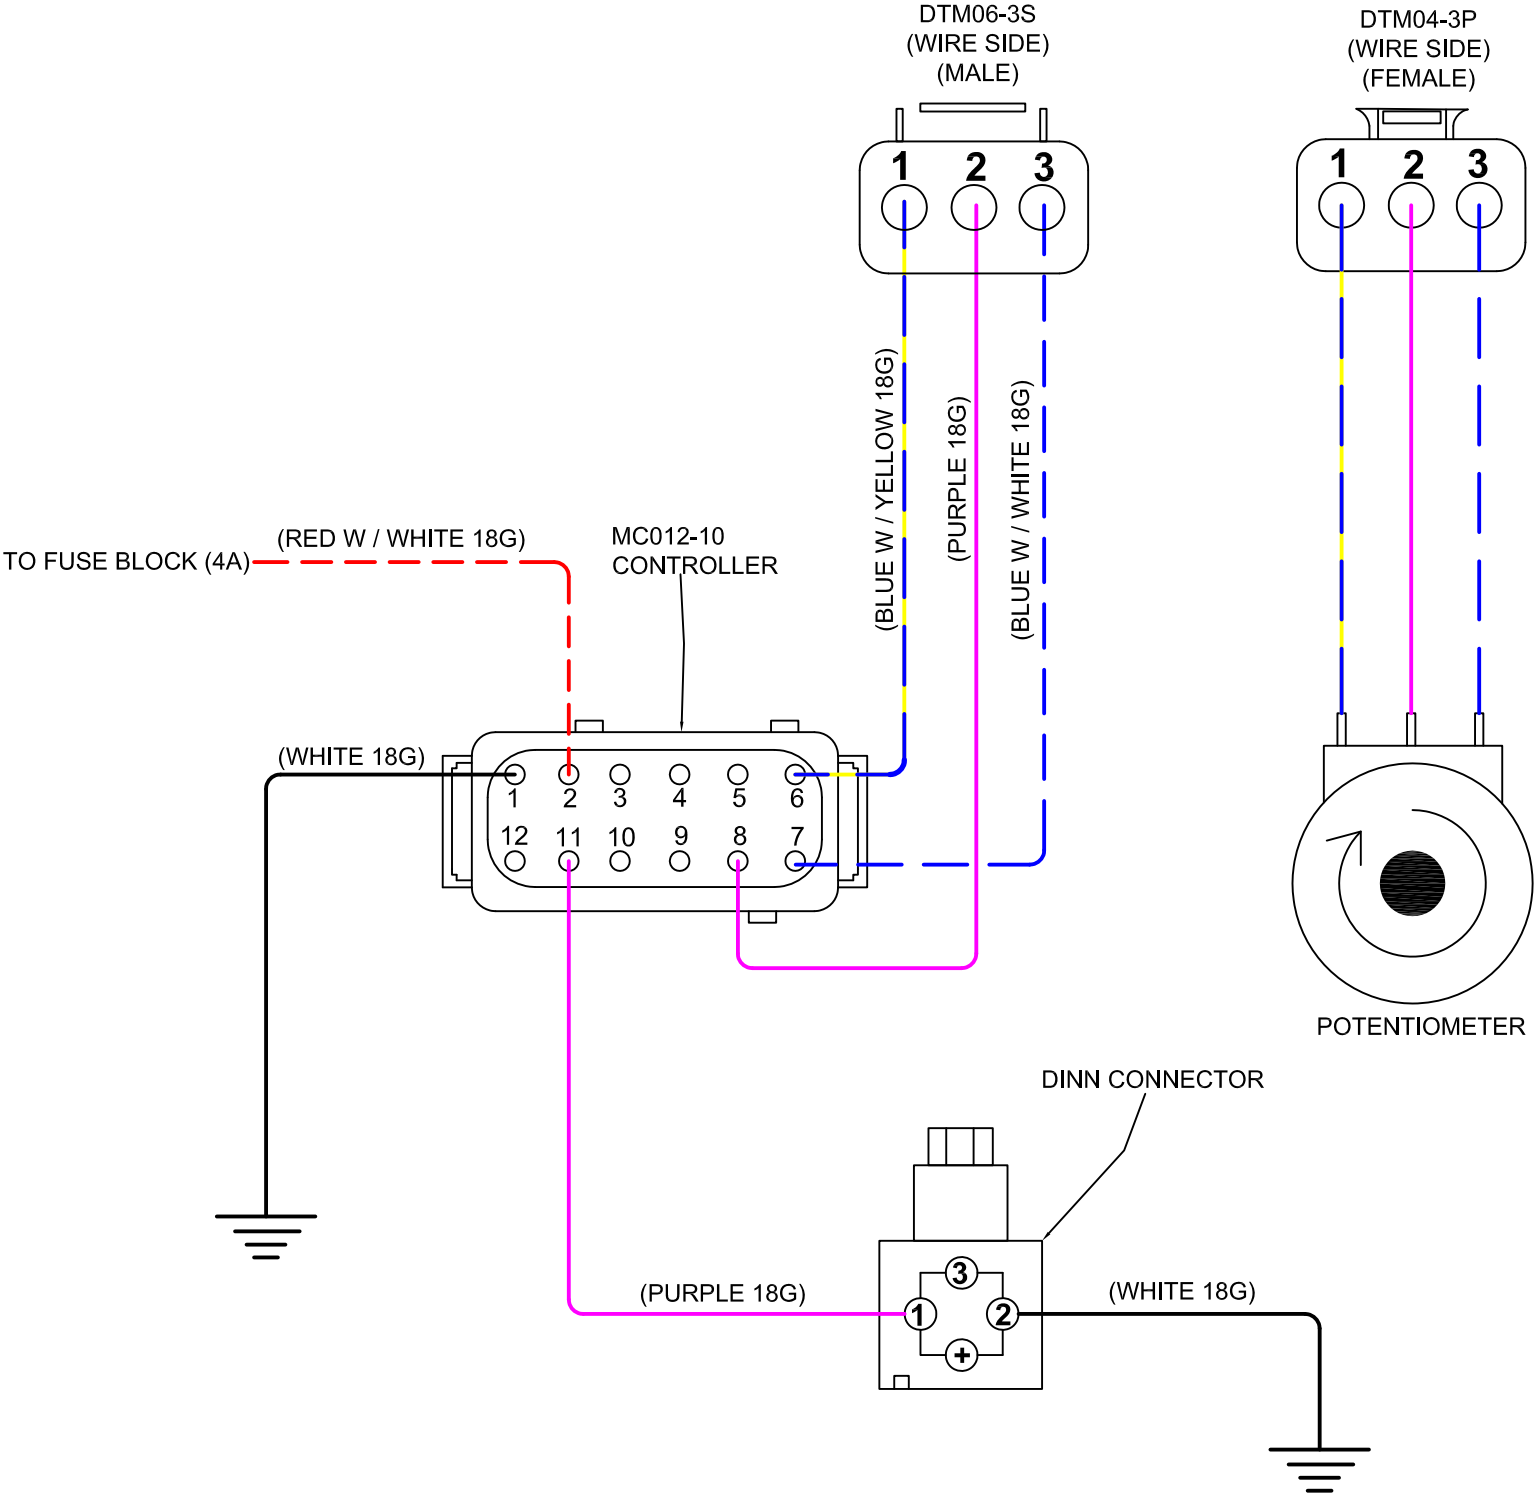 DTM06-3S
(WIRE SIDE)
(MALE)
DTM04-3P
(WIRE SIDE)
(FEMALE)
1 2 3
1 2 3
(BLUE W / YELLOW 18G)
(PURPLE 18G)
(BLUE W / WHITE 18G)
TO FUSE BLOCK (4A)
(RED W / WHITE 18G)
MC012-10
CONTROLLER
(WHITE 18G)
1 2 3 4 5 6
12 11 10 9 8 7
POTENTIOMETER
DINN CONNECTOR
3
1 2
+
(PURPLE 18G)
(WHITE 18G)